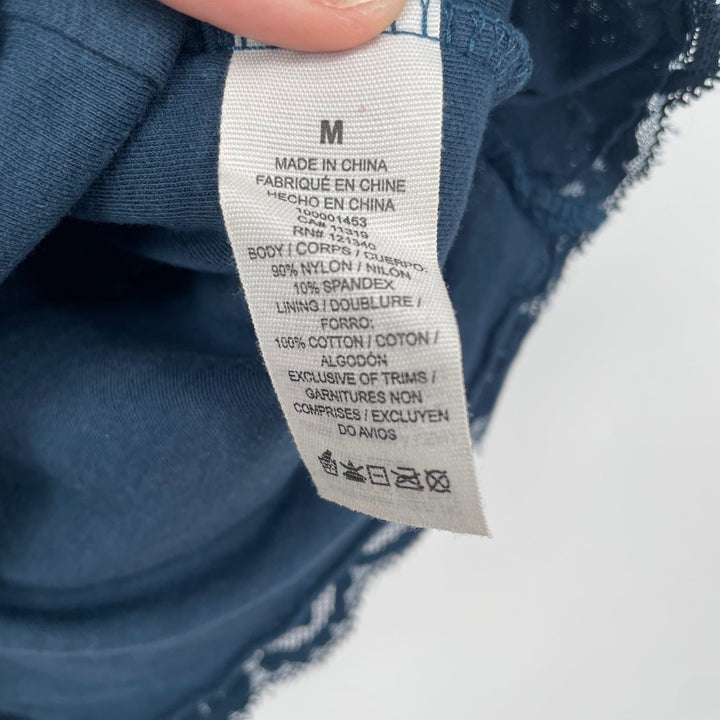 M
MADE IN CHINA
FABRIQUÉ EN CHINE
HECHO EN CHINA
100001453
CA# 11319
RN# 121340
BODY / CORPS / CUERPO:
90% NYLON / NILÓN
10% SPANDEX
LINING / DOUBLURE /
FORRO:
100% COTTON / COTON /
ALGODÓN
EXCLUSIVE OF TRIMS /
GARNITURES NON
COMPRISES / EXCLUYEN
DO AVIOS